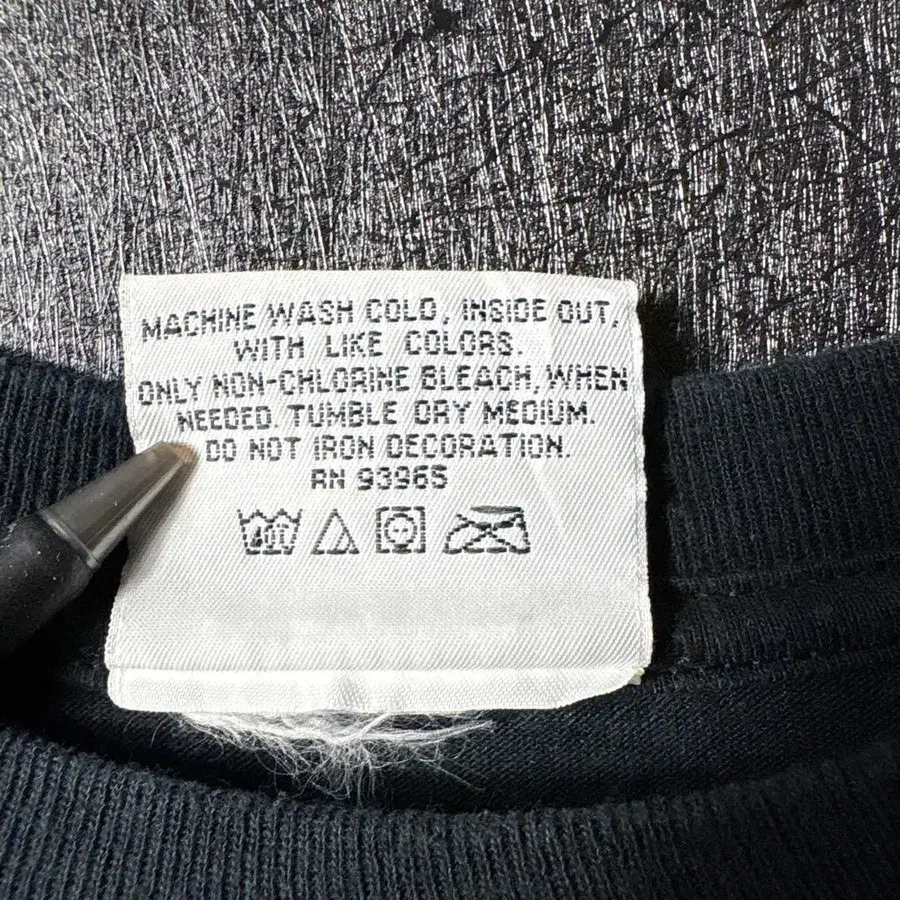 MACHINE WASH COLD, INSIDE OUT,
WITH LIKE COLORS.
ONLY NON-CHLORINE BLEACH, WHEN
NEEDED. TUMBLE DRY MEDIUM.
DO NOT IRON DECORATION.
RN 93965